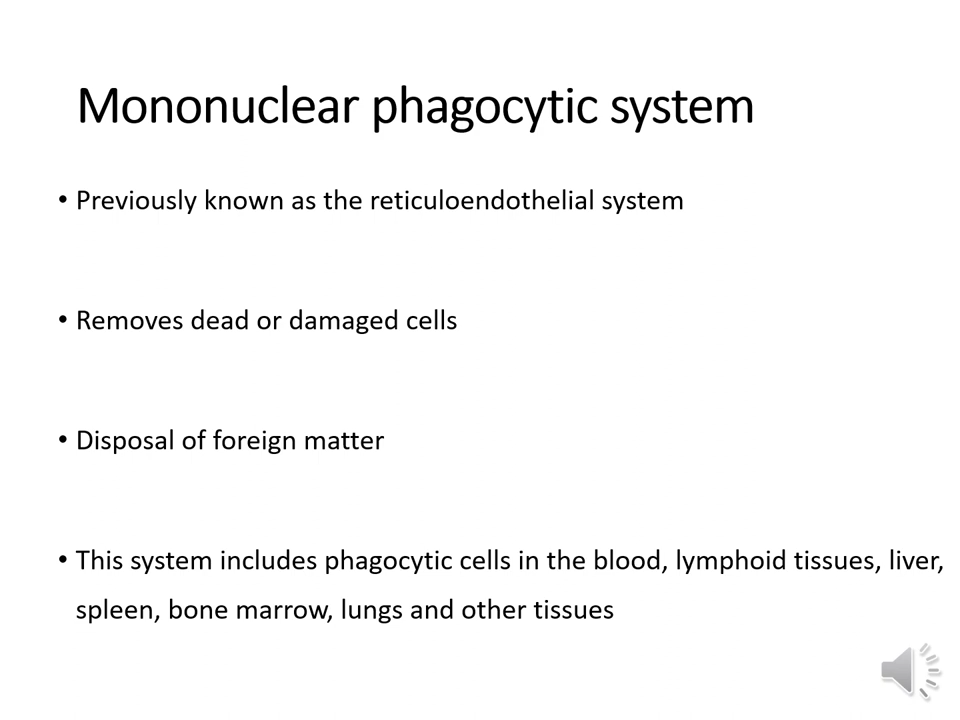 Mononuclear phagocytic system
• Previously known as the reticuloendothelial system
• Removes dead or damaged cells
• Disposal of foreign matter
• This system includes phagocytic cells in the blood, lymphoid tissues, liver,
spleen, bone marrow, lungs and other tissues